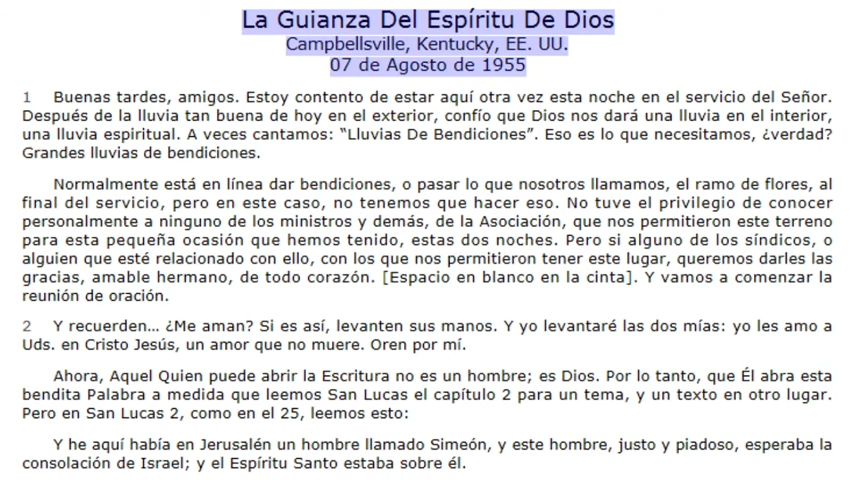 La Guianza Del Espíritu De Dios
Campbellsville, Kentucky, EE. UU.
07 de Agosto de 1955
1 Buenas tardes, amigos. Estoy contento de estar aquí otra vez esta noche en el servicio del Señor.
Después de la lluvia tan buena de hoy en el exterior, confío que Dios nos dará una lluvia en el interior,
una lluvia espiritual. A veces cantamos: “Lluvias De Bendiciones”. Eso es lo que necesitamos, ¿verdad?
Grandes lluvias de bendiciones.
Normalmente está en línea dar bendiciones, o pasar lo que nosotros llamamos, el ramo de flores, al
final del servicio, pero en este caso, no tenemos que hacer eso. No tuve el privilegio de conocer
personalmente a ninguno de los ministros y demás, de la Asociación, que nos permitieron este terreno
para esta pequeña ocasión que hemos tenido, estas dos noches. Pero si alguno de los síndicos, o
alguien que esté relacionado con ello, con los que nos permitieron tener este lugar, queremos darles las
gracias, amable hermano, de todo corazón. [Espacio en blanco en la cinta]. Y vamos a comenzar la
reunión de oración.
2 Y recuerden… ¿Me aman? Si es así, levanten sus manos. Y yo levantaré las dos mías: yo les amo a
Uds. en Cristo Jesús, un amor que no muere. Oren por mí.
Ahora, Aquel Quien puede abrir la Escritura no es un hombre; es Dios. Por lo tanto, que Él abra esta
bendita Palabra a medida que leemos San Lucas el capítulo 2 para un tema, y un texto en otro lugar.
Pero en San Lucas 2, como en el 25, leemos esto:
Y he aquí había en Jerusalén un hombre llamado Simeón, y este hombre, justo y piadoso, esperaba la
consolación de Israel; y el Espíritu Santo estaba sobre él.